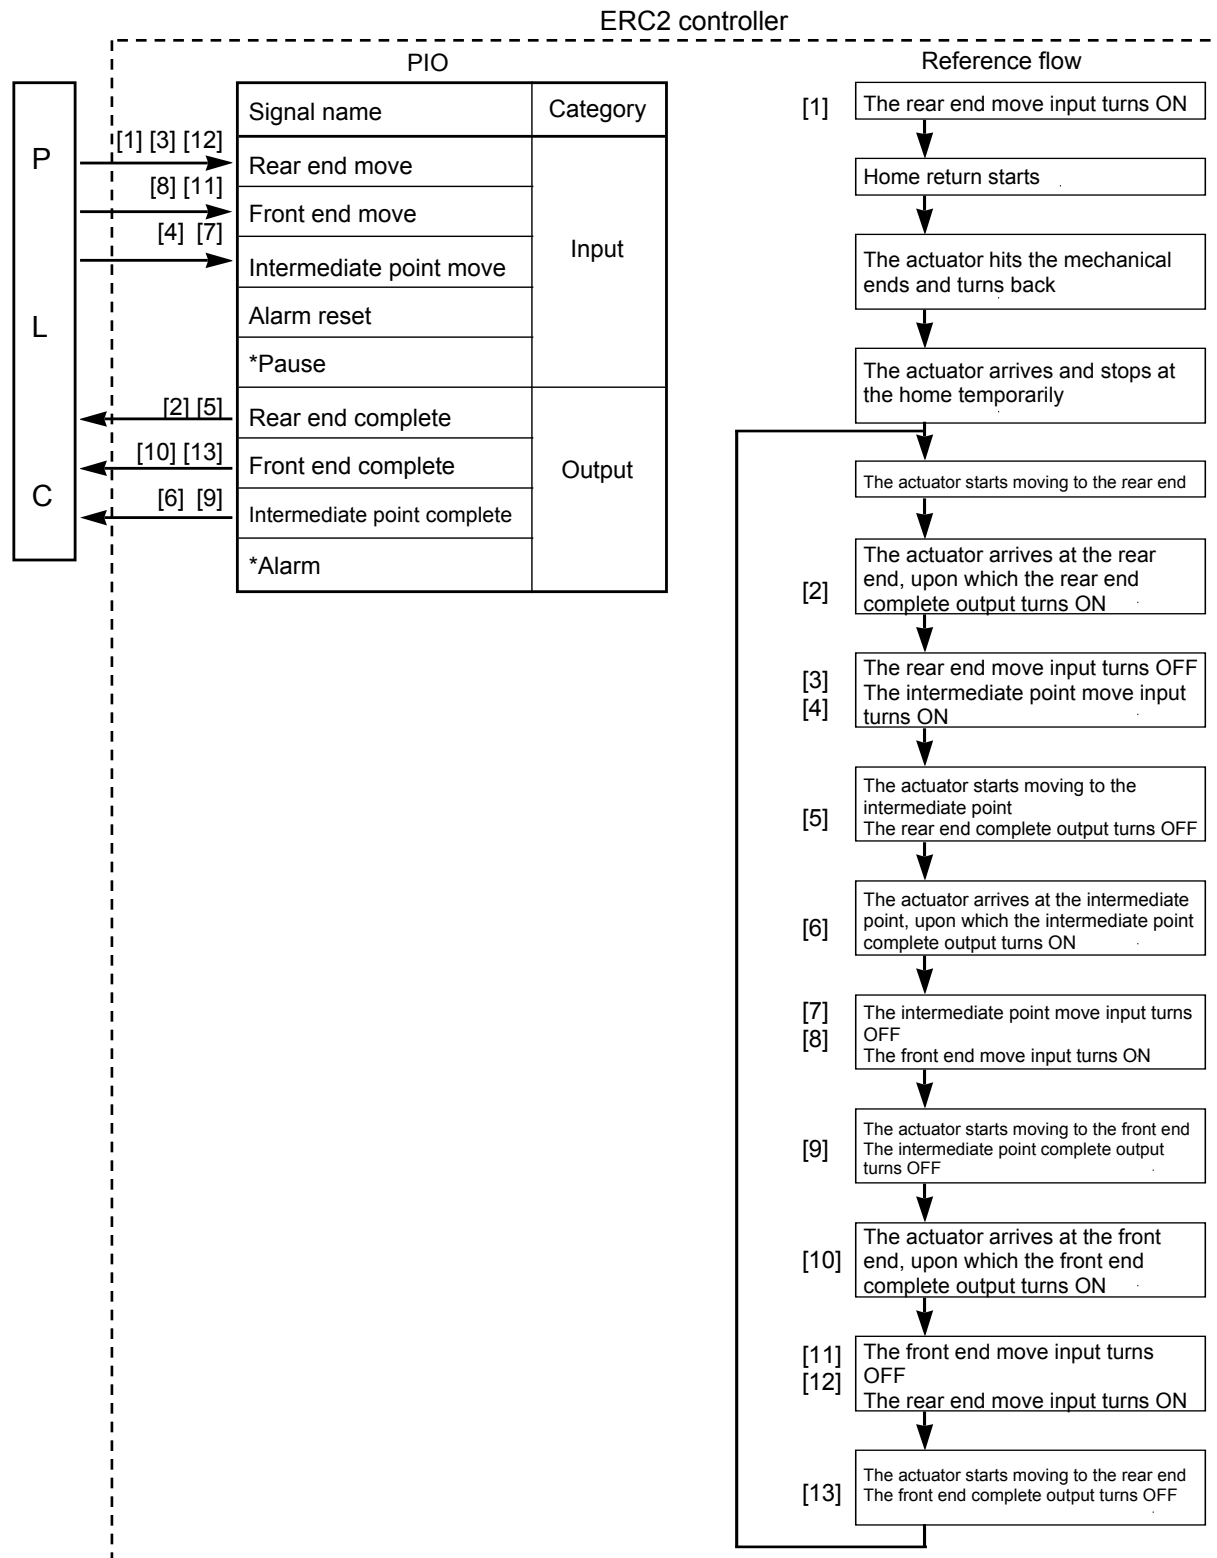 ERC2 controller
PIO
Signal name
Category
P
L
C
[1] [3] [12]
Rear end move
[8] [11]
Front end move
[4] [7]
Intermediate point move
Input
Alarm reset
*Pause
[2] [5]
Rear end complete
[10] [13]
Front end complete
Output
[6] [9]
Intermediate point complete
*Alarm
Reference flow
[1]
The rear end move input turns ON
Home return starts
The actuator hits the mechanical
ends and turns back
The actuator arrives and stops at
the home temporarily
The actuator starts moving to the rear end
[2]
The actuator arrives at the rear
end, upon which the rear end
complete output turns ON
[3]
[4]
The rear end move input turns OFF
The intermediate point move input
turns ON
[5]
The actuator starts moving to the
intermediate point
The rear end complete output turns OFF
[6]
The actuator arrives at the intermediate
point, upon which the intermediate point
complete output turns ON
[7]
[8]
The intermediate point move input turns
OFF
The front end move input turns ON
[9]
The actuator starts moving to the front end
The intermediate point complete output
turns OFF
[10]
The actuator arrives at the front
end, upon which the front end
complete output turns ON
[11]
[12]
The front end move input turns
OFF
The rear end move input turns ON
[13]
The actuator starts moving to the rear end
The front end complete output turns OFF